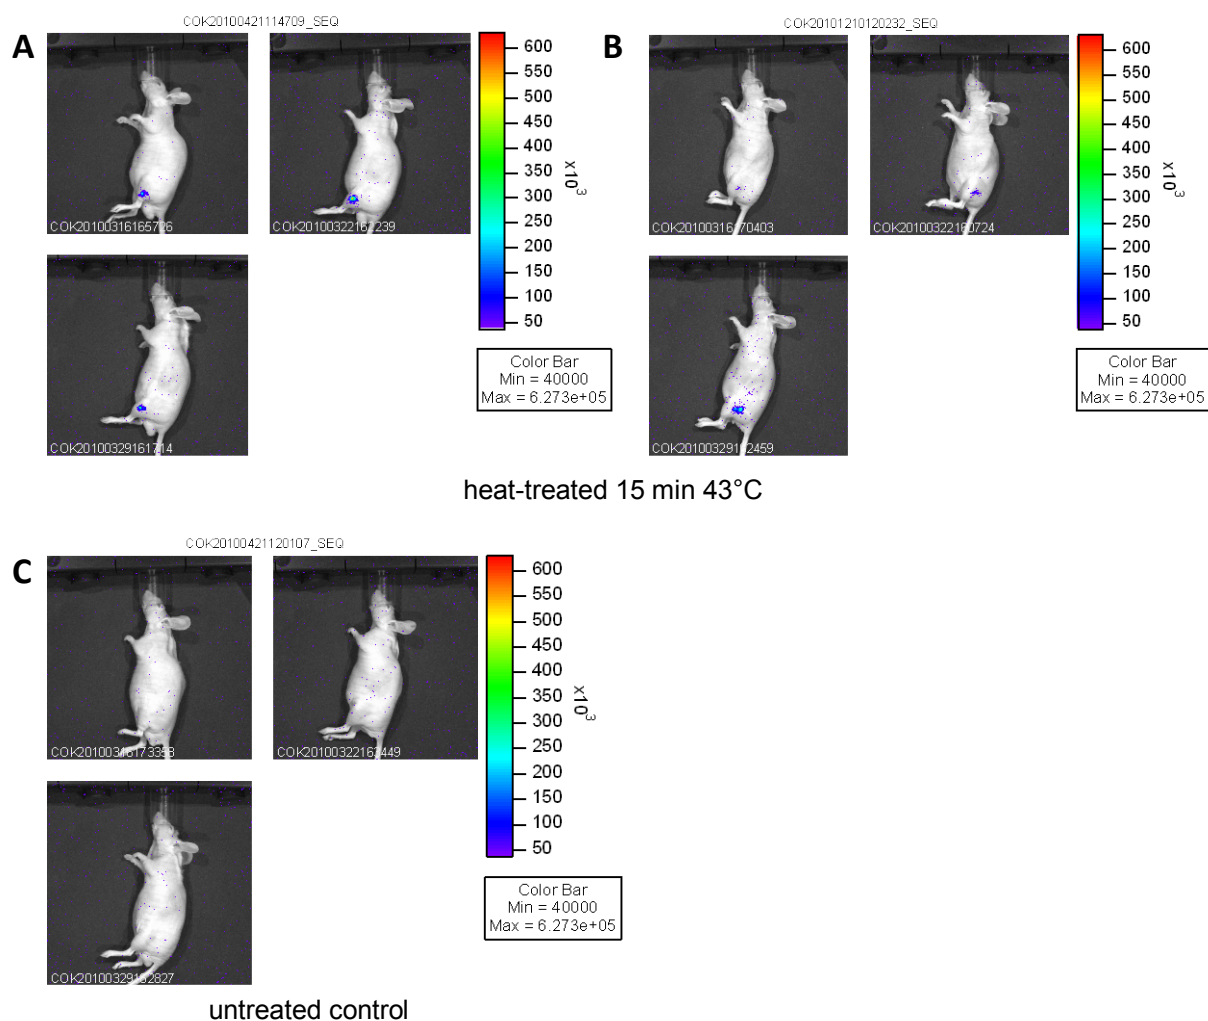 A
COK20100421114709_SEQ
COK20100316165726
COK20100322162239
COK20100329161714
600
550
500
450
400
350
300
250
200
150
100
50
x10³
Color Bar
Min = 40000
Max = 6.273e+05
B
COK20101210120232_SEQ
COK20100316170403
COK20100322160724
600
550
500
450
400
350
300
250
200
150
100
50
x10³
Color Bar
Min = 40000
Max = 6.273e+05
heat-treated 15 min 43°C
C
COK20100421120107_SEQ
COK20100316173358
600
550
500
450
400
350
300
250
200
150
100
50
x10³
Color Bar
Min = 40000
Max = 6.273e+05
untreated control